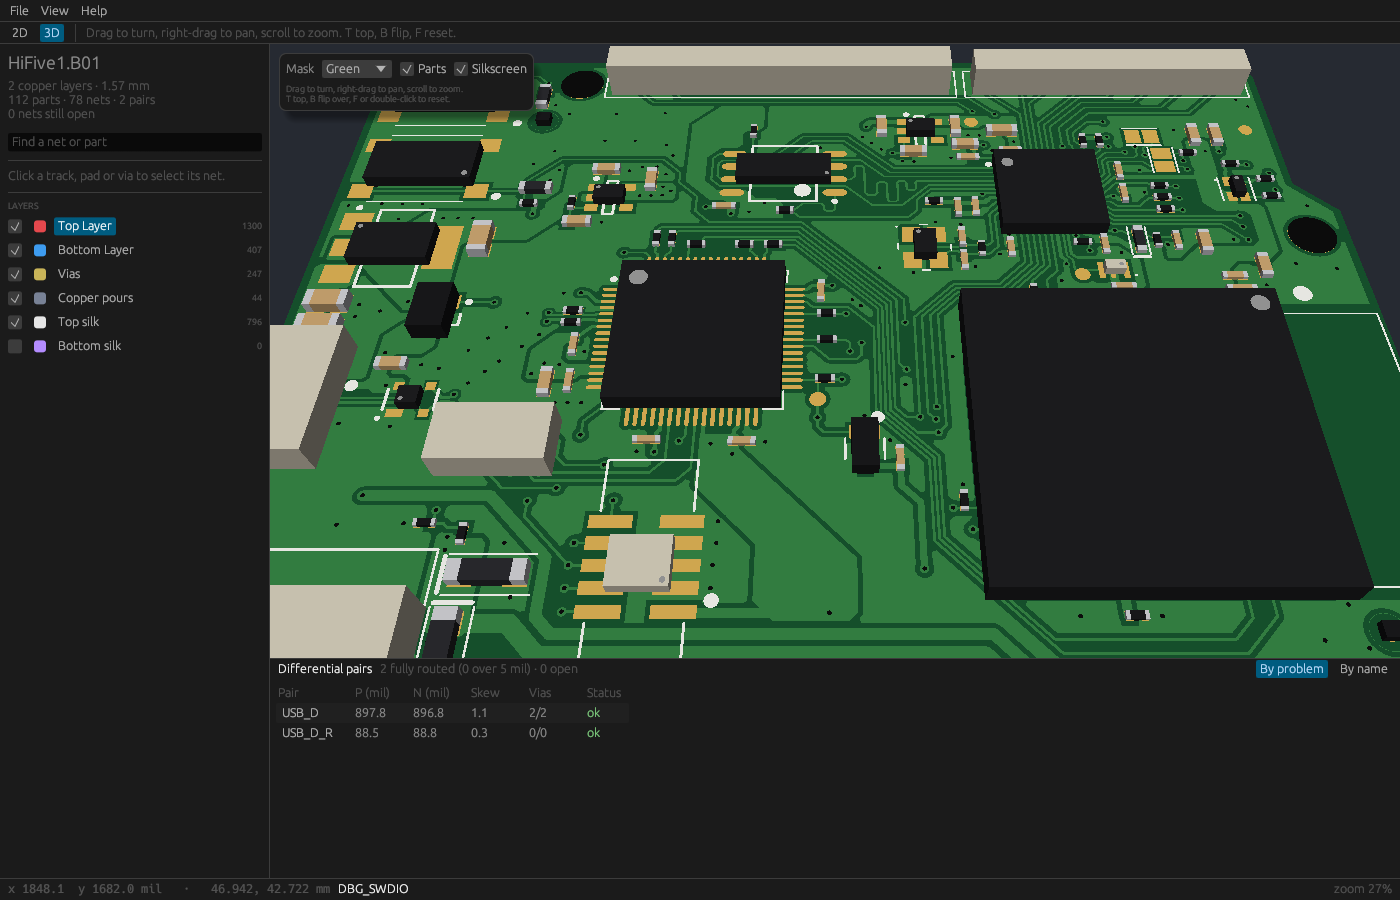 File View Help
2D 3D Drag to turn, right-drag to pan, scroll to zoom. T top, B flip, F reset.
HiFive1.B01
2 copper layers · 1.57 mm
112 parts · 78 nets · 2 pairs
0 nets still open
Find a net or part
Click a track, pad or via to select its net.
LAYERS
Top Layer 1300
Bottom Layer 407
Vias 247
Copper pours 44
Top silk 796
Bottom silk 0
Mask Green Parts Silkscreen
Drag to turn, right-drag to pan, scroll to zoom.
T top, B flip over, F or double-click to reset.
Differential pairs 2 fully routed (0 over 5 mil) · 0 open By problem By name
Pair P (mil) N (mil) Skew Vias Status
USB_D 897.8 896.8 1.1 2/2 ok
USB_D_R 88.5 88.8 0.3 0/0 ok
x 1848.1 y 1682.0 mil · 46.942, 42.722 mm DBG_SWDIO zoom 27%